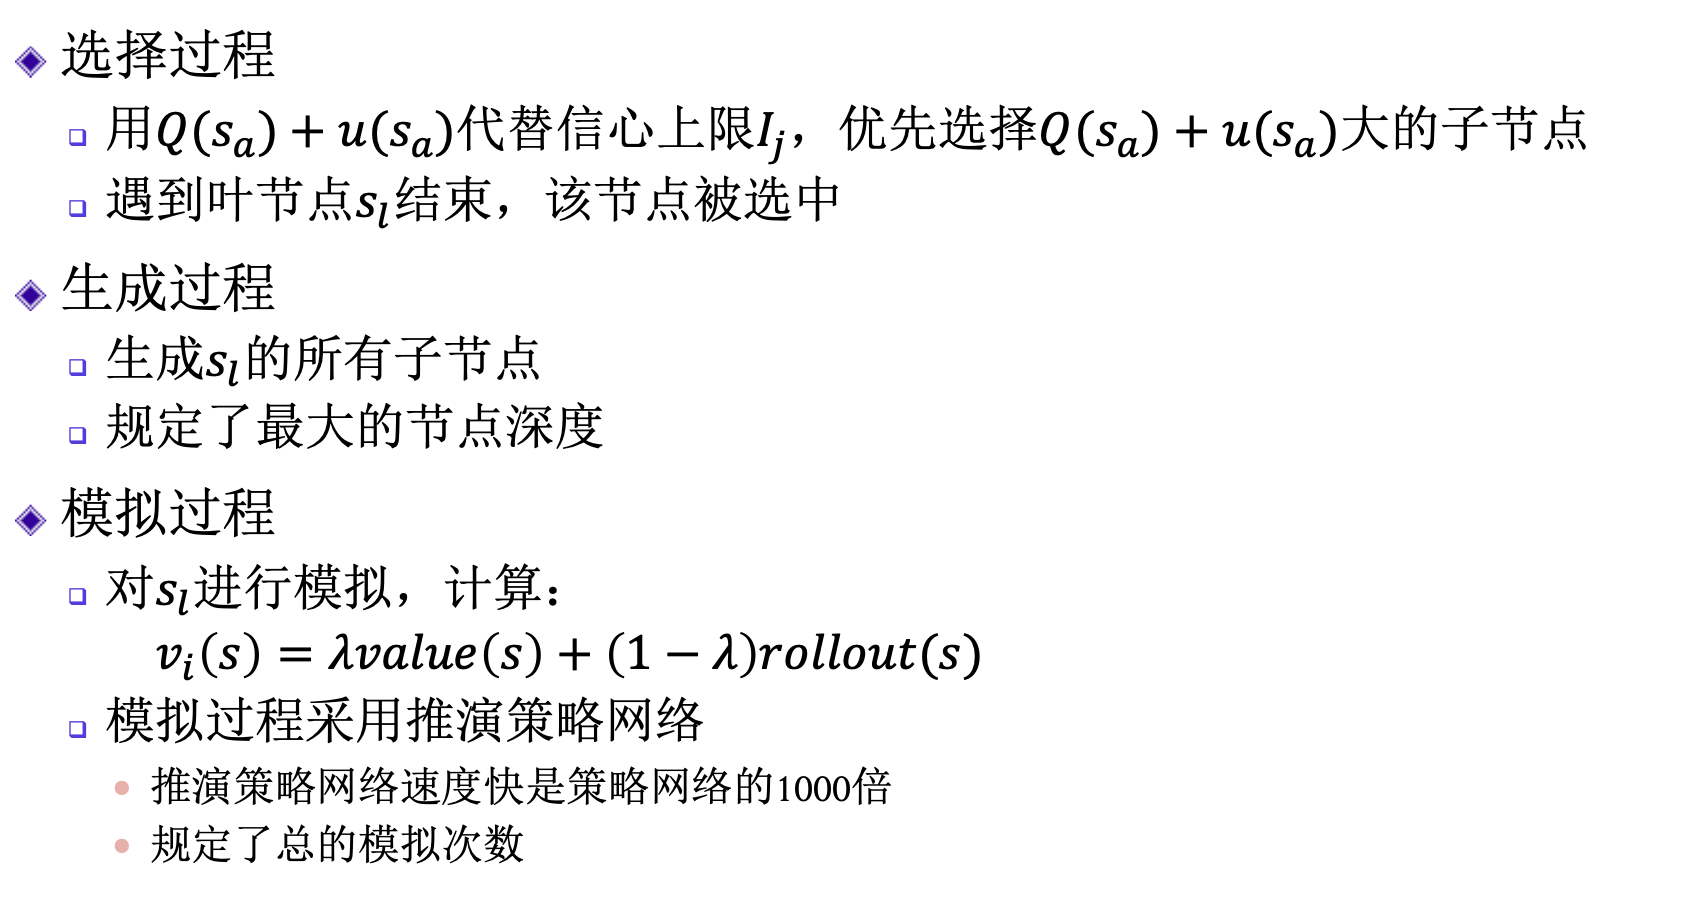 选择过程
用Q(sₐ) + u(sₐ)代替信心上限Iⱼ，优先选择Q(sₐ) + u(sₐ)大的子节点
遇到叶节点sₗ结束，该节点被选中
生成过程
生成sₗ的所有子节点
规定了最大的节点深度
模拟过程
对sₗ进行模拟，计算：
vᵢ(s) = λvalue(s) + (1 − λ)rollout(s)
模拟过程采用推演策略网络
推演策略网络速度快是策略网络的1000倍
规定了总的模拟次数